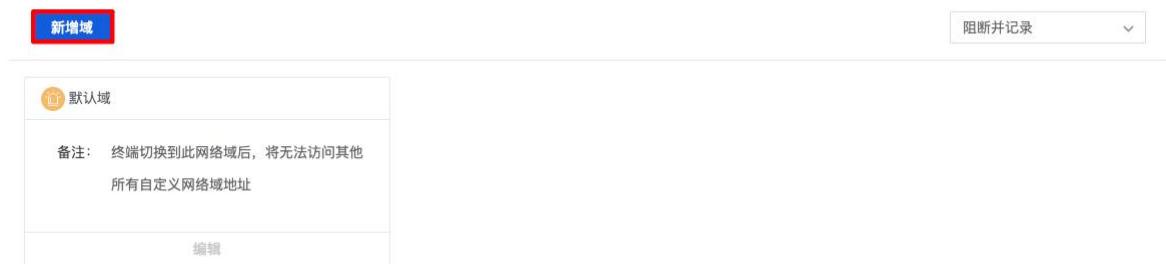 新增域
阻断并记录
默认域
备注： 终端切换到此网络域后，将无法访问其他
所有自定义网络域地址
编辑